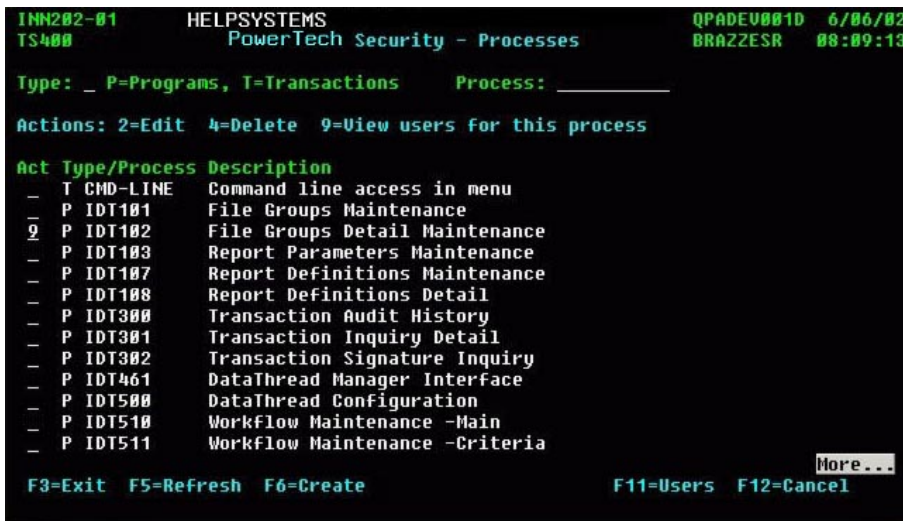 INN202-01 HELPSYSTEMS QPADEV001D 6/06/02
TS400 PowerTech Security - Processes BRAZZESR 08:09:13
Type: _ P=Programs, T=Transactions Process: __________
Actions: 2=Edit 4=Delete 9=View users for this process
Act Type/Process Description
_ T CMD-LINE Command line access in menu
_ P IDT101 File Groups Maintenance
9 P IDT102 File Groups Detail Maintenance
_ P IDT103 Report Parameters Maintenance
_ P IDT107 Report Definitions Maintenance
_ P IDT108 Report Definitions Detail
_ P IDT300 Transaction Audit History
_ P IDT301 Transaction Inquiry Detail
_ P IDT302 Transaction Signature Inquiry
_ P IDT461 DataThread Manager Interface
_ P IDT500 DataThread Configuration
_ P IDT510 Workflow Maintenance -Main
_ P IDT511 Workflow Maintenance -Criteria
More...
F3=Exit F5=Refresh F6=Create F11=Users F12=Cancel